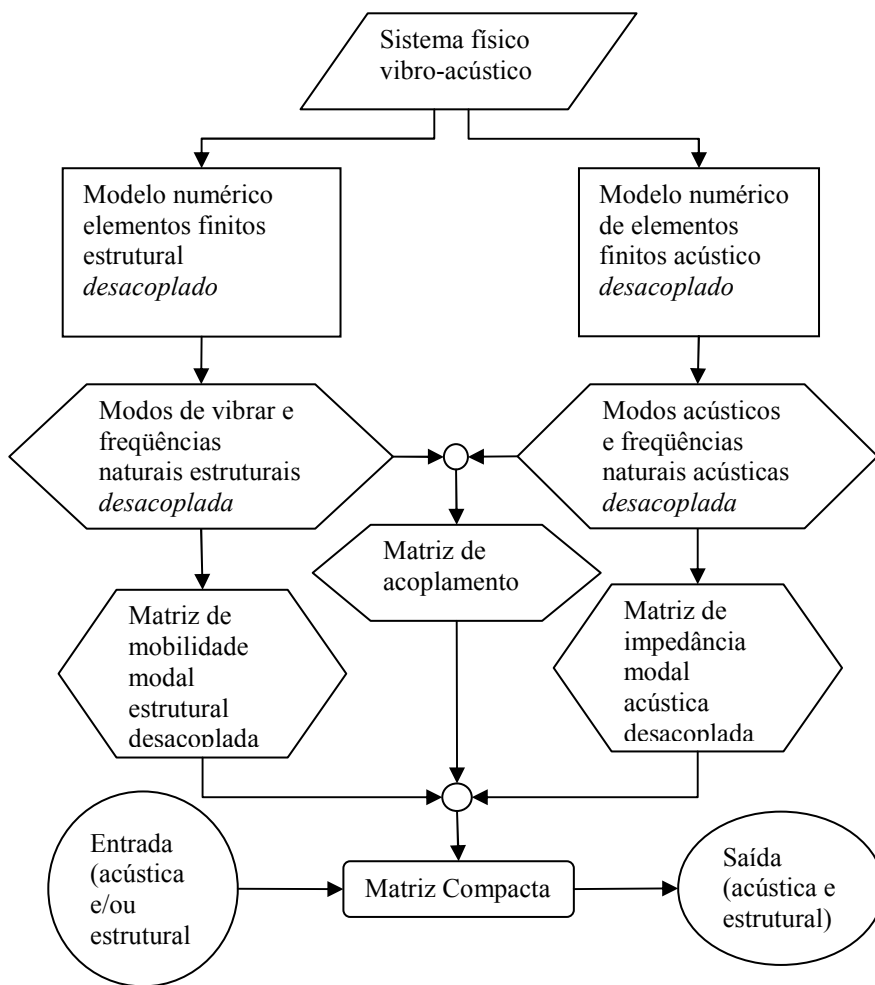 Sistema físico
vibro-acústico
Modelo numérico
elementos finitos
estrutural
desacoplado
Modelo numérico
de elementos
finitos acústico
desacoplado
Modos de vibrar e
freqüências
naturais estruturais
desacoplada
Modos acústicos
e freqüências
naturais acústicas
desacoplada
Matriz de
acoplamento
Matriz de
mobilidade
modal
estrutural
desacoplada
Matriz de
impedância
modal
acústica
desacoplada
Entrada
(acústica
e/ou
estrutural
Matriz Compacta
Saída
(acústica e
estrutural)